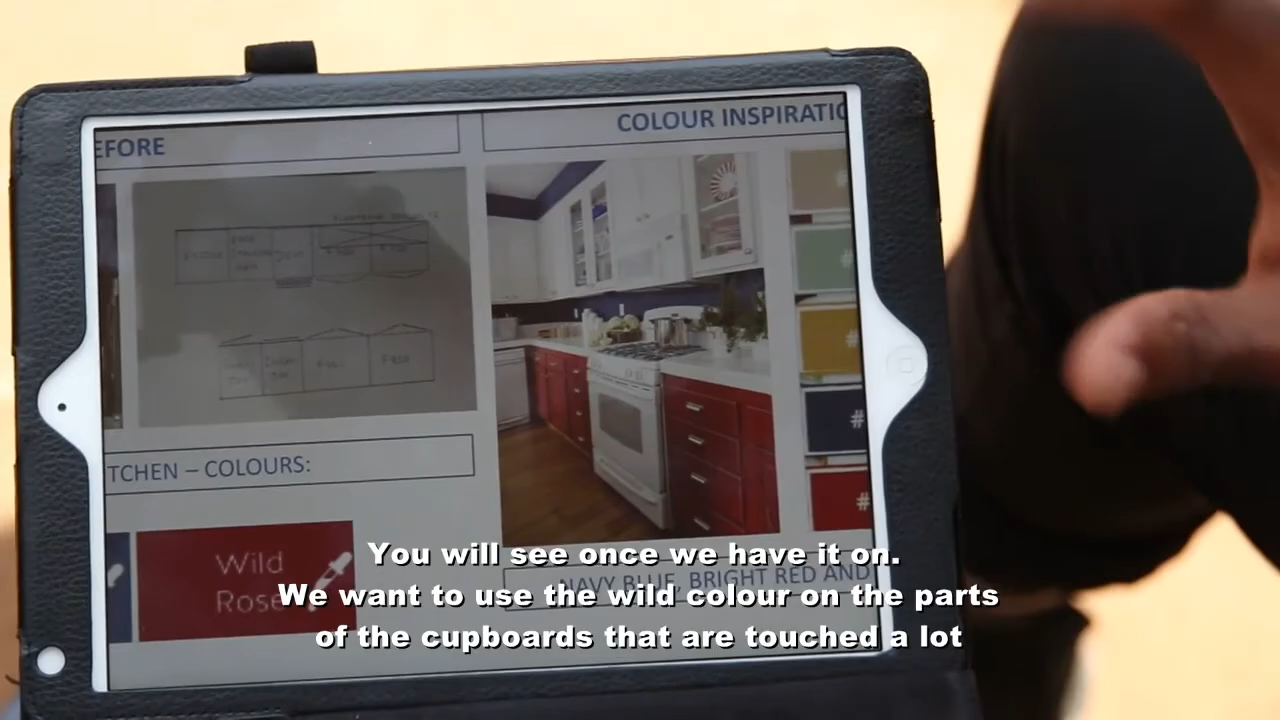 EFORE
COLOUR INSPIRATIO
TCHEN – COLOURS:
Wild
Rose
NAVY BLUE, BRIGHT RED AND
#
#
You will see once we have it on.
We want to use the wild colour on the parts
of the cupboards that are touched a lot